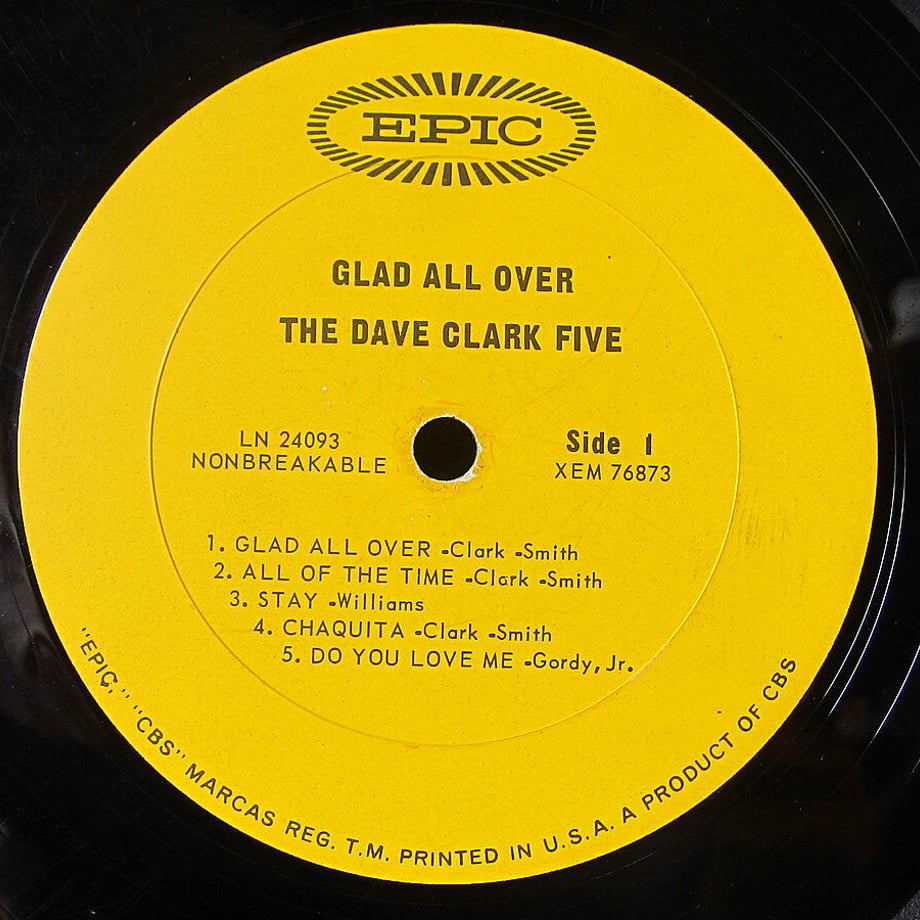 EPIC
GLAD ALL OVER
THE DAVE CLARK FIVE
LN 24093
NONBREAKABLE
Side 1
XEM 76873
1. GLAD ALL OVER -Clark -Smith
2. ALL OF THE TIME -Clark -Smith
3. STAY -Williams
4. CHAQUITA -Clark -Smith
5. DO YOU LOVE ME -Gordy, Jr.
"EPIC," "CBS" MARCAS REG. T.M. PRINTED IN U.S.A. A PRODUCT OF CBS